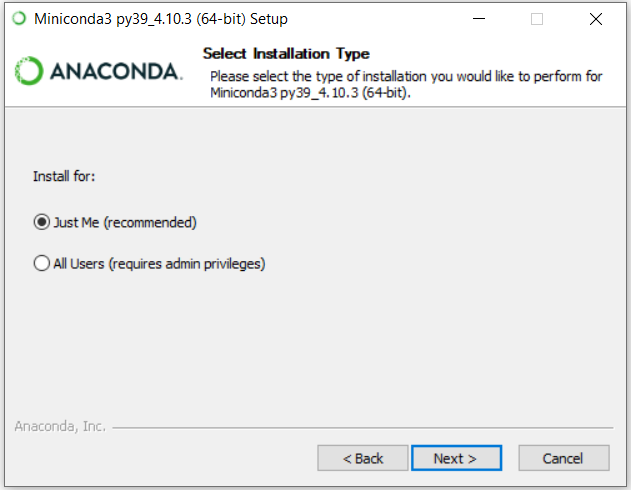 Miniconda3 py39_4.10.3 (64-bit) Setup
ANACONDA.
Select Installation Type
Please select the type of installation you would like to perform for
Miniconda3 py39_4.10.3 (64-bit).
Install for:
Just Me (recommended)
All Users (requires admin privileges)
Anaconda, Inc.
< Back
Next >
Cancel